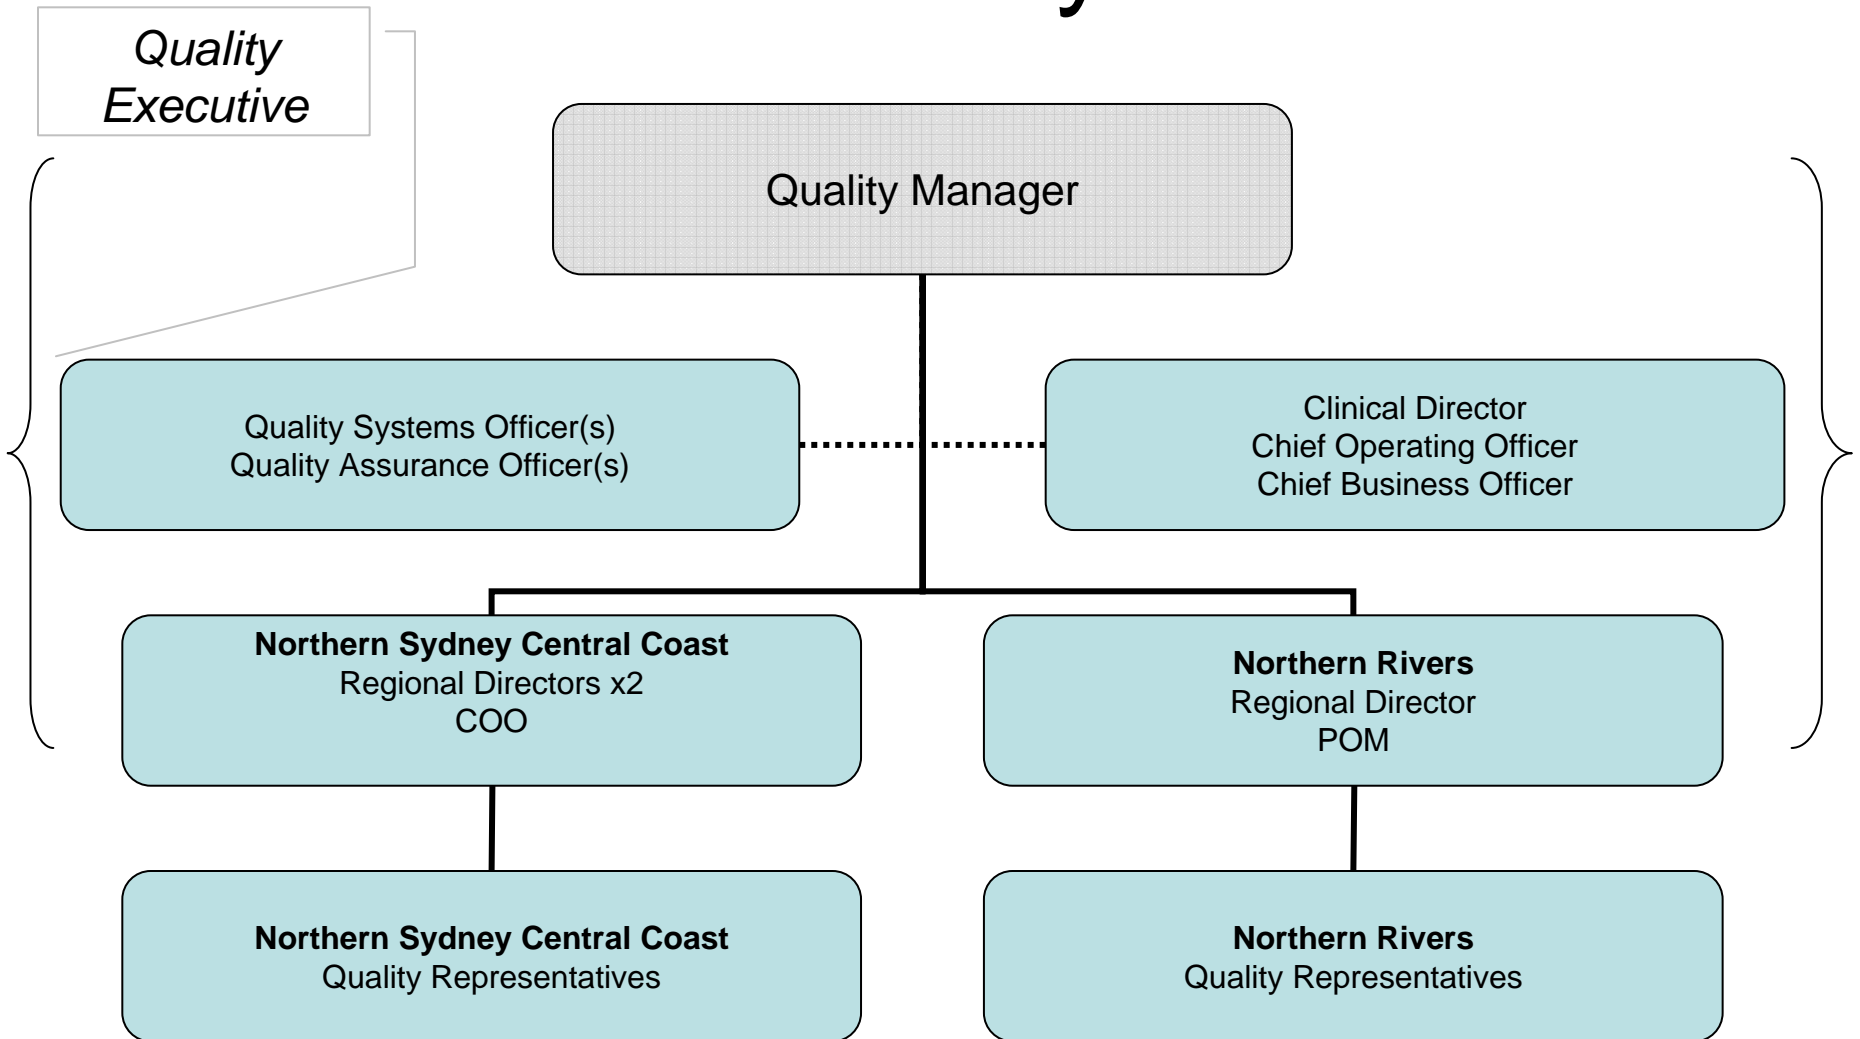 Quality
Executive
Quality Manager
Quality Systems Officer(s)
Quality Assurance Officer(s)
Clinical Director
Chief Operating Officer
Chief Business Officer
Northern Sydney Central Coast
Regional Directors x2
COO
Northern Rivers
Regional Director
POM
Northern Sydney Central Coast
Quality Representatives
Northern Rivers
Quality Representatives